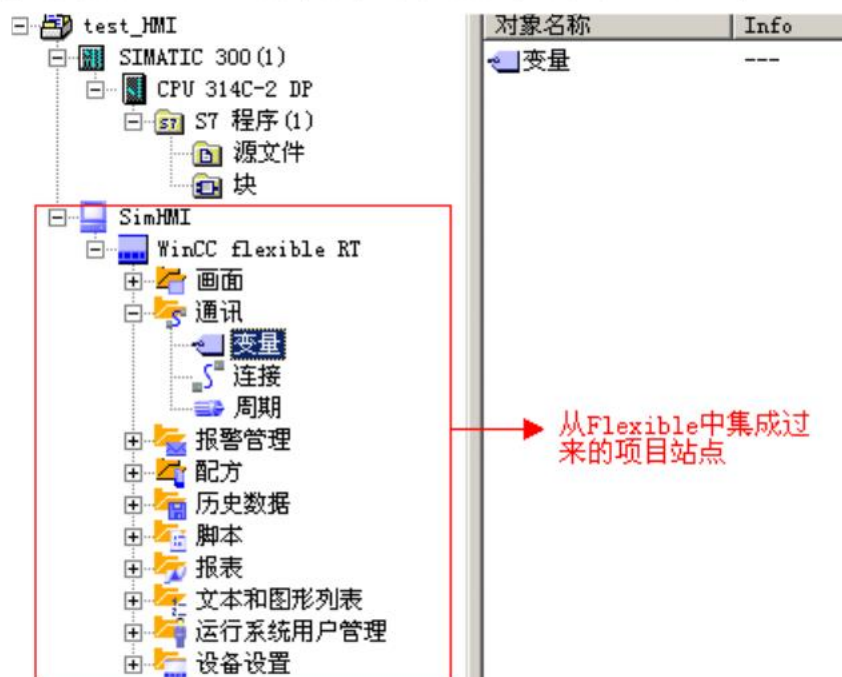 test_HMI
SIMATIC 300(1)
CPU 314C-2 DP
S7 程序(1)
源文件
块
SimHMI
WinCC flexible RT
画面
通讯
变量
连接
周期
报警管理
配方
历史数据
脚本
报表
文本和图形列表
运行系统用户管理
设备设置
对象名称 Info
变量 ---
从Flexible中集成过
来的项目站点